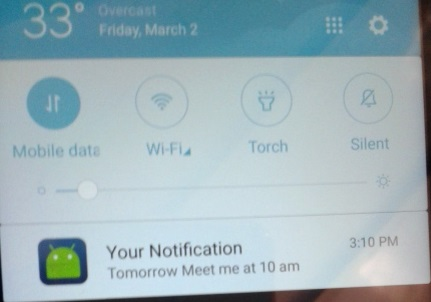 33° Overcast
Friday, March 2
Mobile data Wi-Fi Torch Silent
Your Notification 3:10 PM
Tomorrow Meet me at 10 am